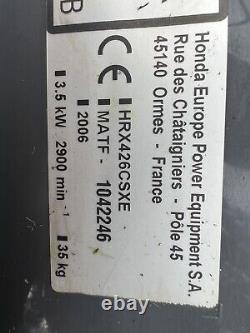 B
Honda Europe Power Equipment S.A.
Rue des Châtaigniers - Pôle 45
45140 Ormes - France
CE HRX426CSXE
MATF - 1042246
2006
3.5 kW 2900 min -1 35 kg